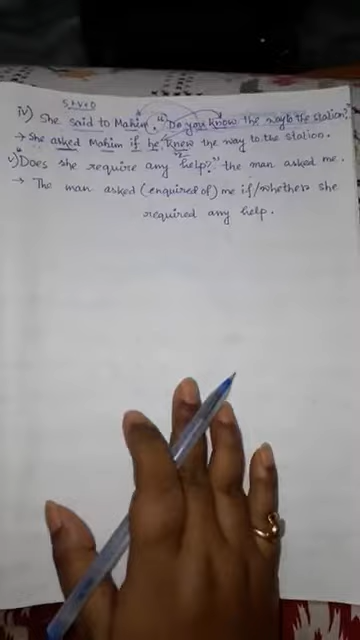 S+V+O
iv) She said to Mahim, "Do you know the way to the station?"
→ She asked Mahim if he knew the way to the station.
v) "Does she require any help?" the man asked me.
→ The man asked (enquired of) me if/whether she
required any help.